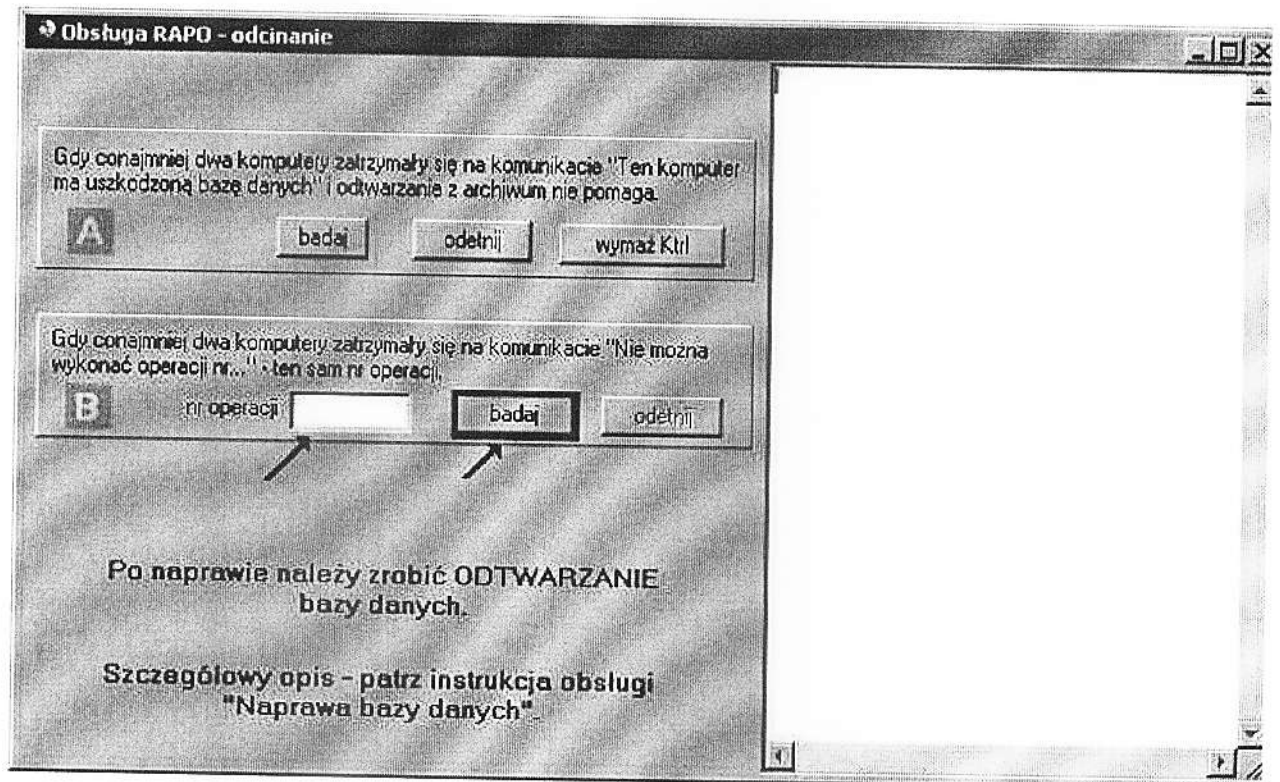 Obsługa RAPO - odcinanie
Gdy conajmniej dwa komputery zatrzymały się na komunikacie "Ten komputer
ma uszkodzoną bazę danych" i odtwarzanie z archiwum nie pomaga.
A
badaj
odetnij
wymaż Ktrl
Gdy conajmniej dwa komputery zatrzymały się na komunikacie "Nie można
wykonać operacji nr..." - ten sam nr operacji.
B
nr operacji
badaj
odetnij
Po naprawie należy zrobić ODTWARZANIE
bazy danych.
Szczegółowy opis - patrz instrukcja obsługi
"Naprawa bazy danych".